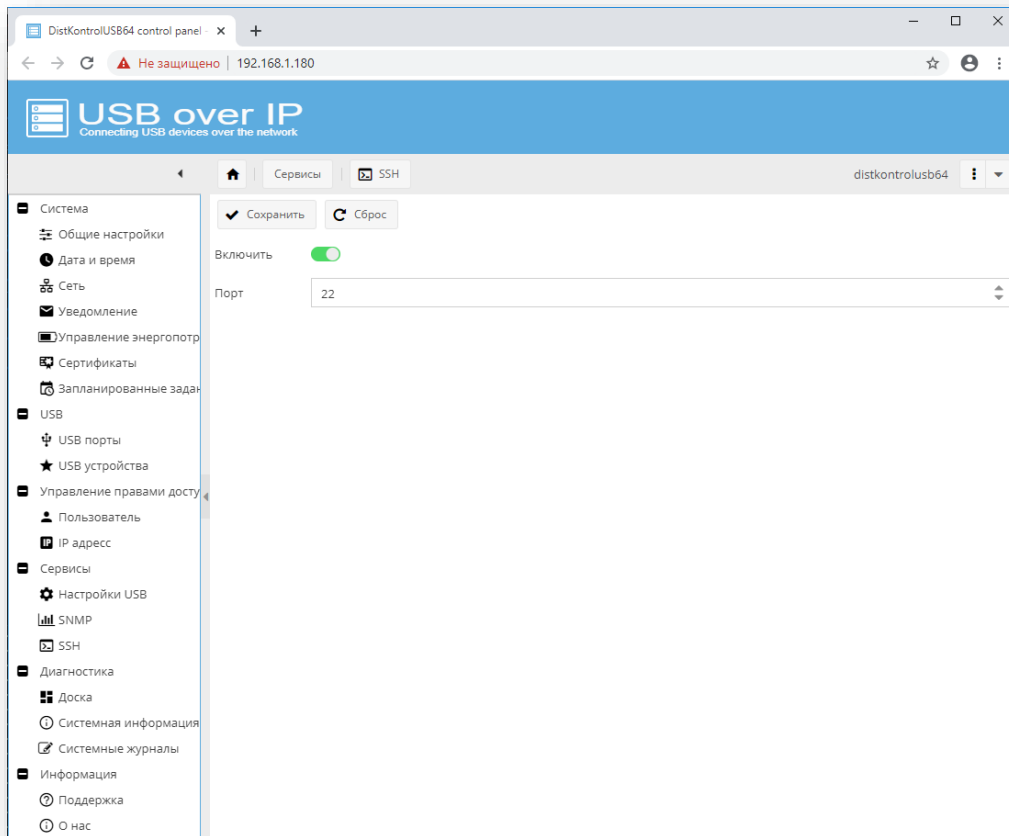 DistKontrolUSB64 control panel -
Не защищено
192.168.1.180
USB over IP
Connecting USB devices over the network
Сервисы
SSH
distkontrolusb64
Система
Общие настройки
Дата и время
Сеть
Уведомление
Управление энергопотр
Сертификаты
Запланированные задан
USB
USB порты
USB устройства
Управление правами досту
Пользователь
IP адресс
Сервисы
Настройки USB
SNMP
SSH
Диагностика
Доска
Системная информация
Системные журналы
Информация
Поддержка
О нас
Сохранить
Сброс
Включить
Порт
22